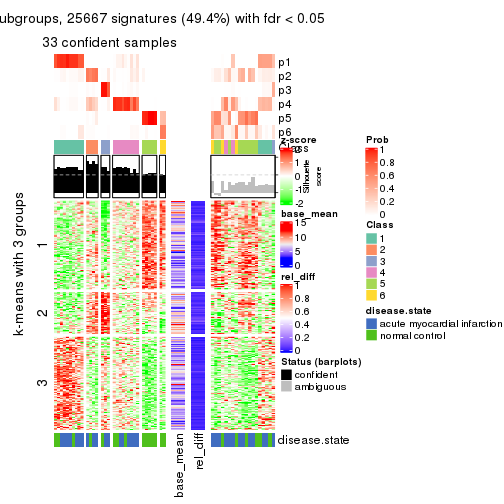 ubgroups, 25667 signatures (49.4%) with fdr < 0.05
33 confident samples
p1
p2
p3
p4
p5
p6
Class
Silhouette
score
k-means with 3 groups
1
2
3
base_mean
rel_diff
disease.state
z-score
1
0
-1
-2
base_mean
15
10
5
0
rel_diff
1
0.8
0.6
0.4
0.2
0
Status (barplots)
confident
ambiguous
Prob
1
0.8
0.6
0.4
0.2
0
Class
1
2
3
4
5
6
disease.state
acute myocardial infarction
normal control